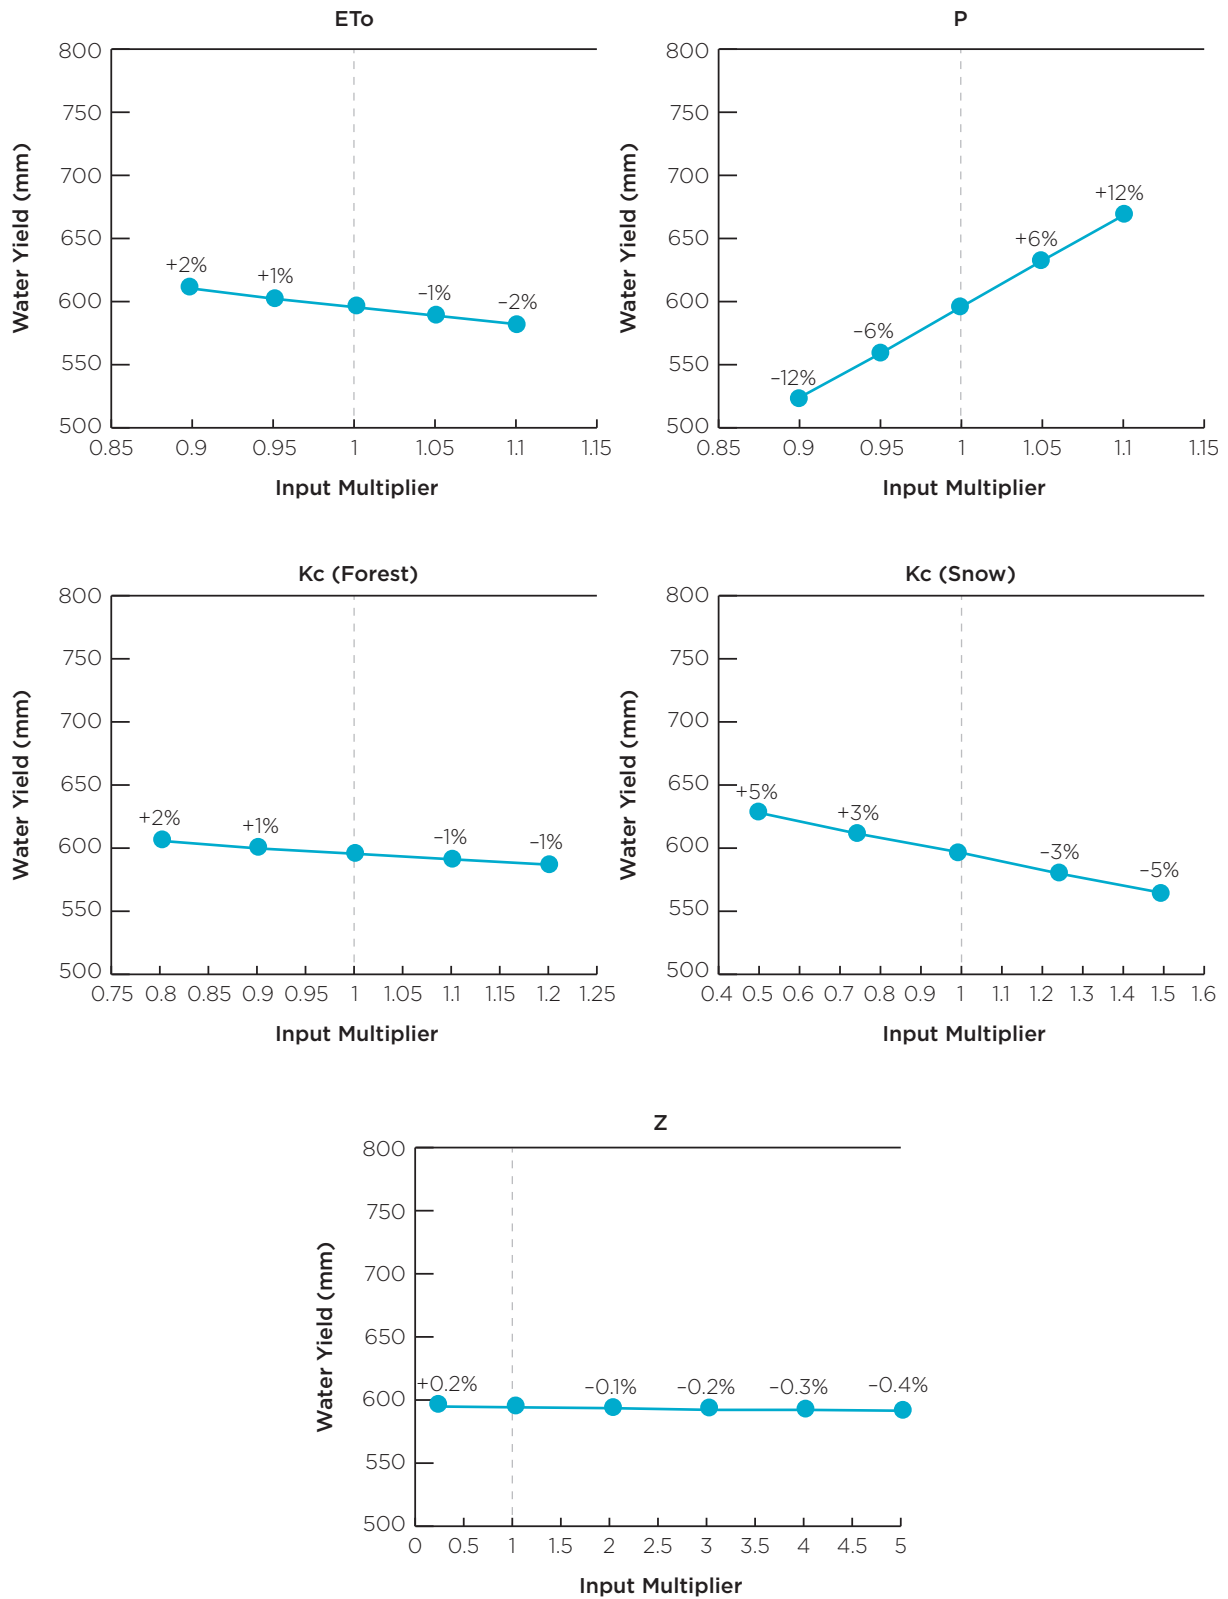 ETo
800
750
700
650
600
550
500
Water Yield (mm)
+2%
+1%
–1%
–2%
0.85 0.9 0.95 1 1.05 1.1 1.15
Input Multiplier
P
800
750
700
650
600
550
500
Water Yield (mm)
–12%
–6%
+6%
+12%
0.85 0.9 0.95 1 1.05 1.1 1.15
Input Multiplier
Kc (Forest)
800
750
700
650
600
550
500
Water Yield (mm)
+2%
+1%
–1%
–1%
0.75 0.8 0.85 0.9 0.95 1 1.05 1.1 1.15 1.2 1.25
Input Multiplier
Kc (Snow)
800
750
700
650
600
550
500
Water Yield (mm)
+5%
+3%
–3%
–5%
0.4 0.5 0.6 0.7 0.8 0.9 1 1.1 1.2 1.3 1.4 1.5 1.6
Input Multiplier
Z
800
750
700
650
600
550
500
Water Yield (mm)
+0.2%
–0.1%
–0.2%
–0.3%
–0.4%
0 0.5 1 1.5 2 2.5 3 3.5 4 4.5 5
Input Multiplier